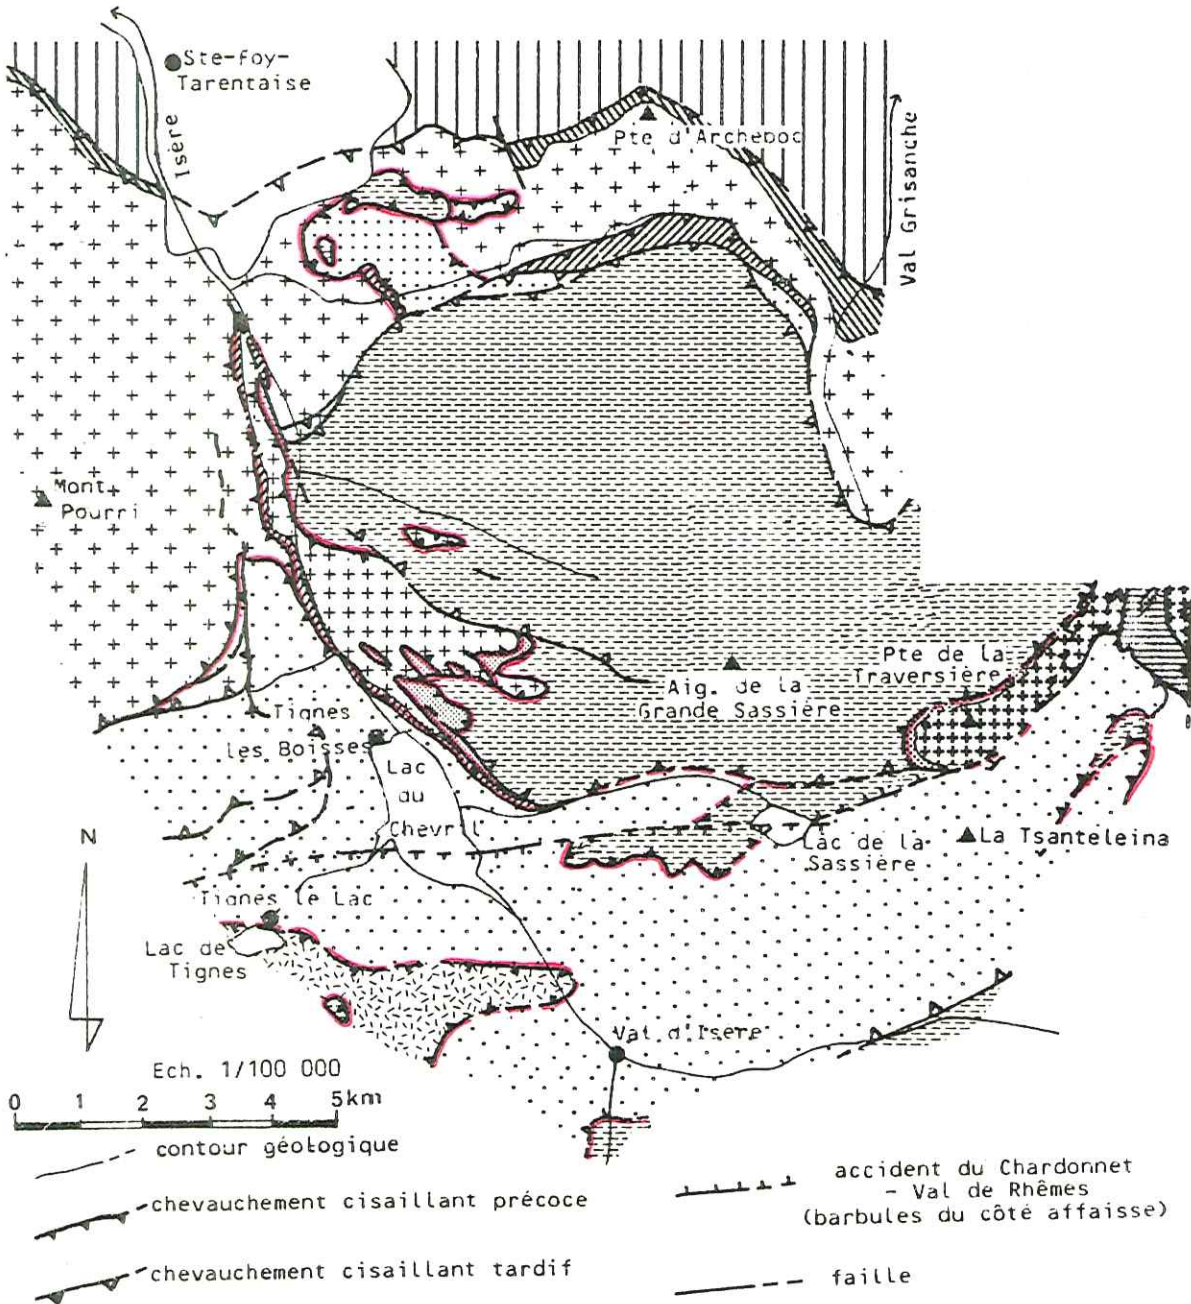 Ste-foy-
Tarentaise
Isère
Pte d'Archeboc
Val Grisanche
Mont
Pourri
Pte de la
Traversière
Aig. de la
Grande Sassière
Tignes
les Boisses
Lac
du
Chevril
Lac de la
Sassière
La Tsanteleina
N
Tignes le Lac
Lac de
Tignes
Val d'Isère
Ech. 1/100 000
0 1 2 3 4 5km
contour géologique
chevauchement cisaillant précoce
chevauchement cisaillant tardif
accident du Chardonnet
- Val de Rhêmes
(barbules du côté affaissé)
faille